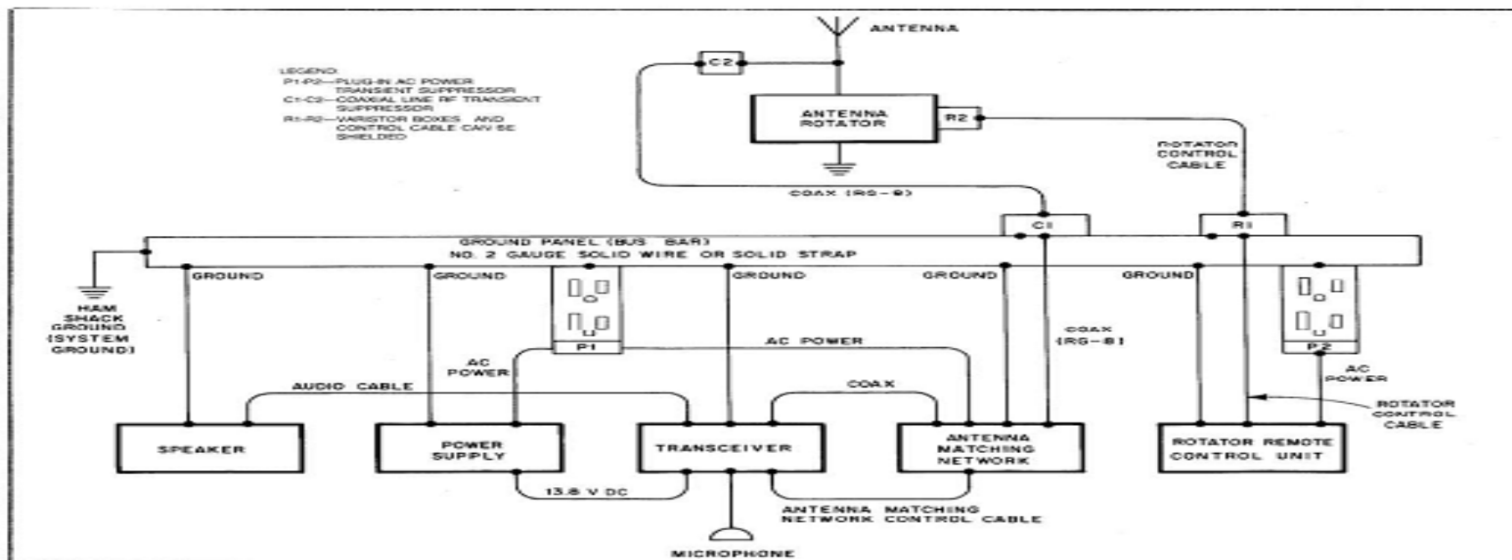 ANTENNA
C2
LEGEND:
P1-P2—PLUG-IN AC POWER
TRANSIENT SUPPRESSOR
C1-C2—COAXIAL LINE RF TRANSIENT
SUPPRESSOR
R1-R2—VARISTOR BOXES AND
CONTROL CABLE CAN BE
SHIELDED
ANTENNA
ROTATOR
R2
ROTATOR
CONTROL
CABLE
COAX (RG-8)
C1
R1
GROUND PANEL (BUS BAR)
NO. 2 GAUGE SOLID WIRE OR SOLID STRAP
GROUND
GROUND
GROUND
GROUND
GROUND
HAM
SHACK
GROUND
(SYSTEM
GROUND)
P1
AC POWER
COAX
(RG-8)
P2
AC
POWER
AC
POWER
AUDIO CABLE
COAX
ROTATOR
CONTROL
CABLE
SPEAKER
POWER
SUPPLY
TRANSCEIVER
ANTENNA
MATCHING
NETWORK
ROTATOR REMOTE
CONTROL UNIT
13.8 V DC
ANTENNA MATCHING
NETWORK CONTROL CABLE
MICROPHONE